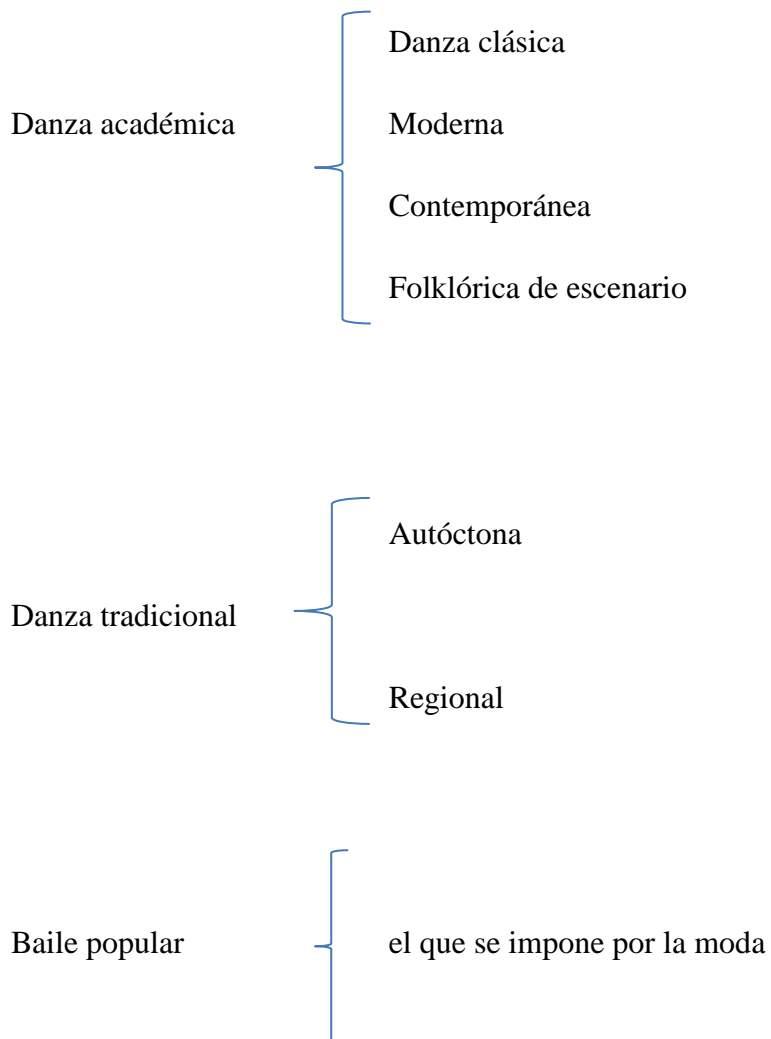 Danza clásica
Danza académica
Moderna
Contemporánea
Folklórica de escenario
Autóctona
Danza tradicional
Regional
Baile popular
el que se impone por la moda